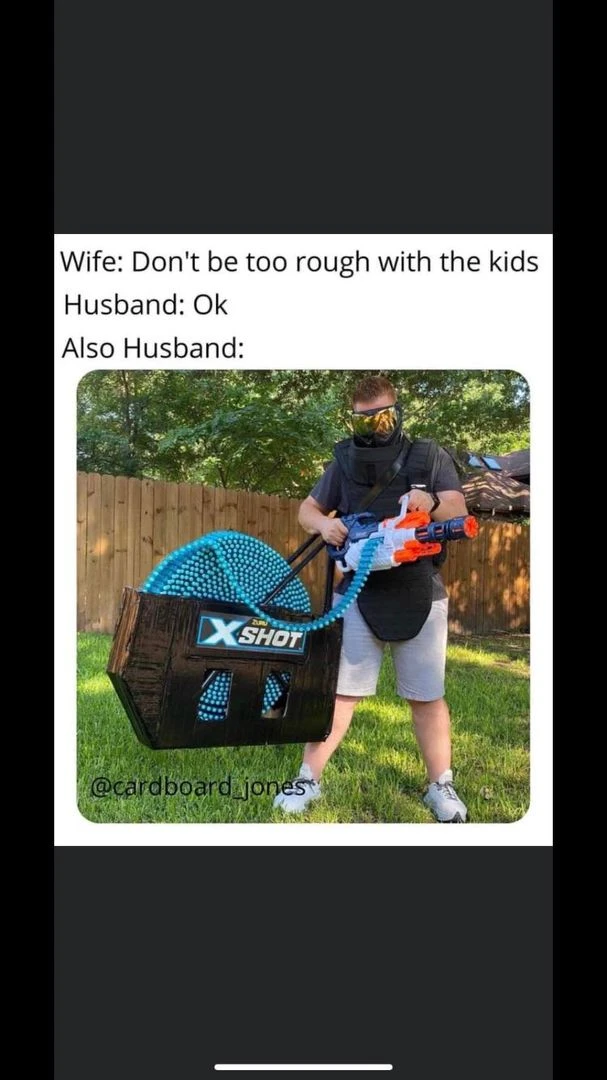 Wife: Don't be too rough with the kids
Husband: Ok
Also Husband:
ZURU
XSHOT
@cardboard_jones